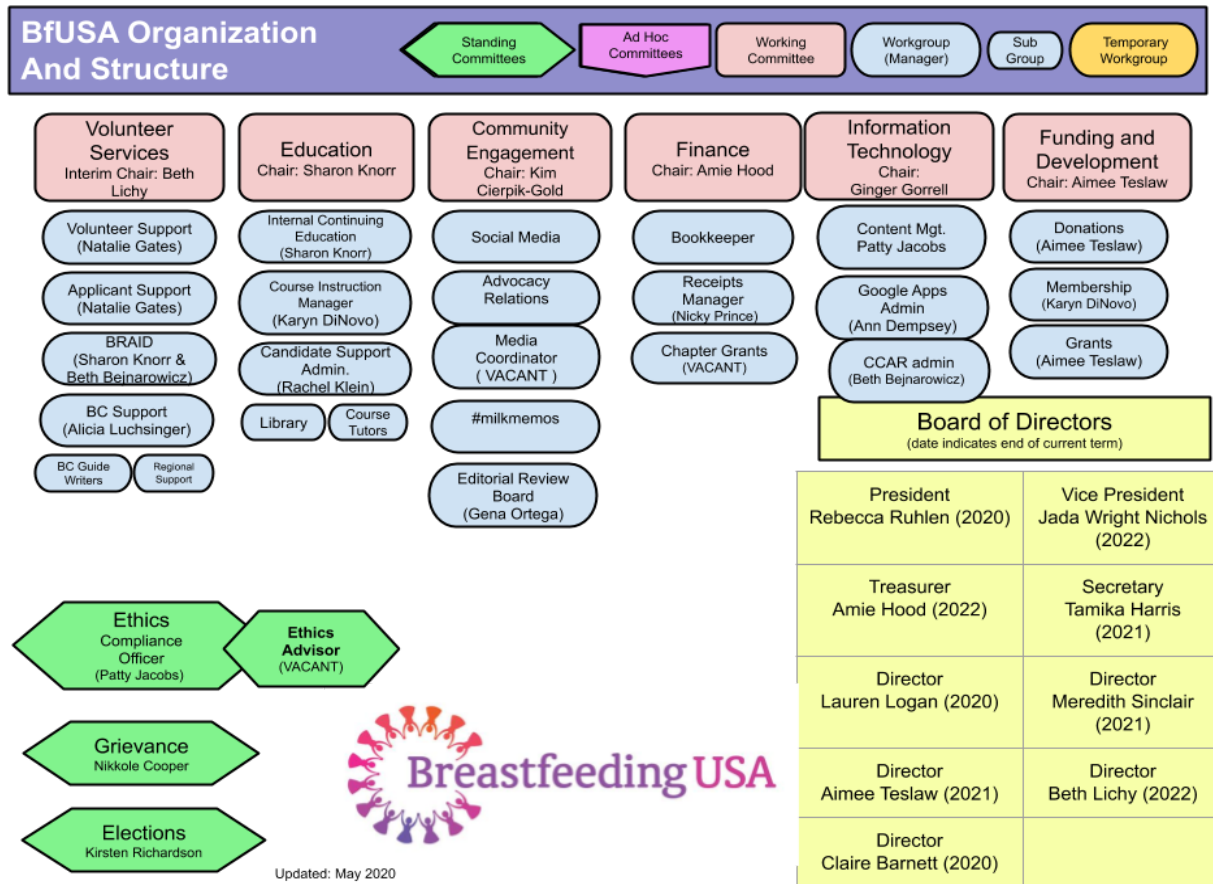 BfUSA Organization
And Structure
Standing
Committees
Ad Hoc
Committees
Working
Committee
Workgroup
(Manager)
Sub
Group
Temporary
Workgroup
Volunteer
Services
Interim Chair: Beth
Lichy
Volunteer Support
(Natalie Gates)
Applicant Support
(Natalie Gates)
BRAID
(Sharon Knorr &
Beth Bejnarowicz)
BC Support
(Alicia Luchsinger)
BC Guide
Writers
Regional
Support
Education
Chair: Sharon Knorr
Internal Continuing
Education
(Sharon Knorr)
Course Instruction
Manager
(Karyn DiNovo)
Candidate Support
Admin.
(Rachel Klein)
Library
Course
Tutors
Community
Engagement
Chair: Kim
Cierpik-Gold
Social Media
Advocacy
Relations
Media
Coordinator
( VACANT )
#milkmemos
Editorial Review
Board
(Gena Ortega)
Finance
Chair: Amie Hood
Bookkeeper
Receipts
Manager
(Nicky Prince)
Chapter Grants
(VACANT)
Information
Technology
Chair:
Ginger Gorrell
Content Mgt.
Patty Jacobs
Google Apps
Admin
(Ann Dempsey)
CCAR admin
(Beth Bejnarowicz)
Funding and
Development
Chair: Aimee Teslaw
Donations
(Aimee Teslaw)
Membership
(Karyn DiNovo)
Grants
(Aimee Teslaw)
Board of Directors
(date indicates end of current term)
President
Rebecca Ruhlen (2020)
Vice President
Jada Wright Nichols
(2022)
Treasurer
Amie Hood (2022)
Secretary
Tamika Harris
(2021)
Director
Lauren Logan (2020)
Director
Meredith Sinclair
(2021)
Director
Aimee Teslaw (2021)
Director
Beth Lichy (2022)
Director
Claire Barnett (2020)
Ethics
Compliance
Officer
(Patty Jacobs)
Ethics
Advisor
(VACANT)
Grievance
Nikkole Cooper
Elections
Kirsten Richardson
Breastfeeding USA
Updated: May 2020